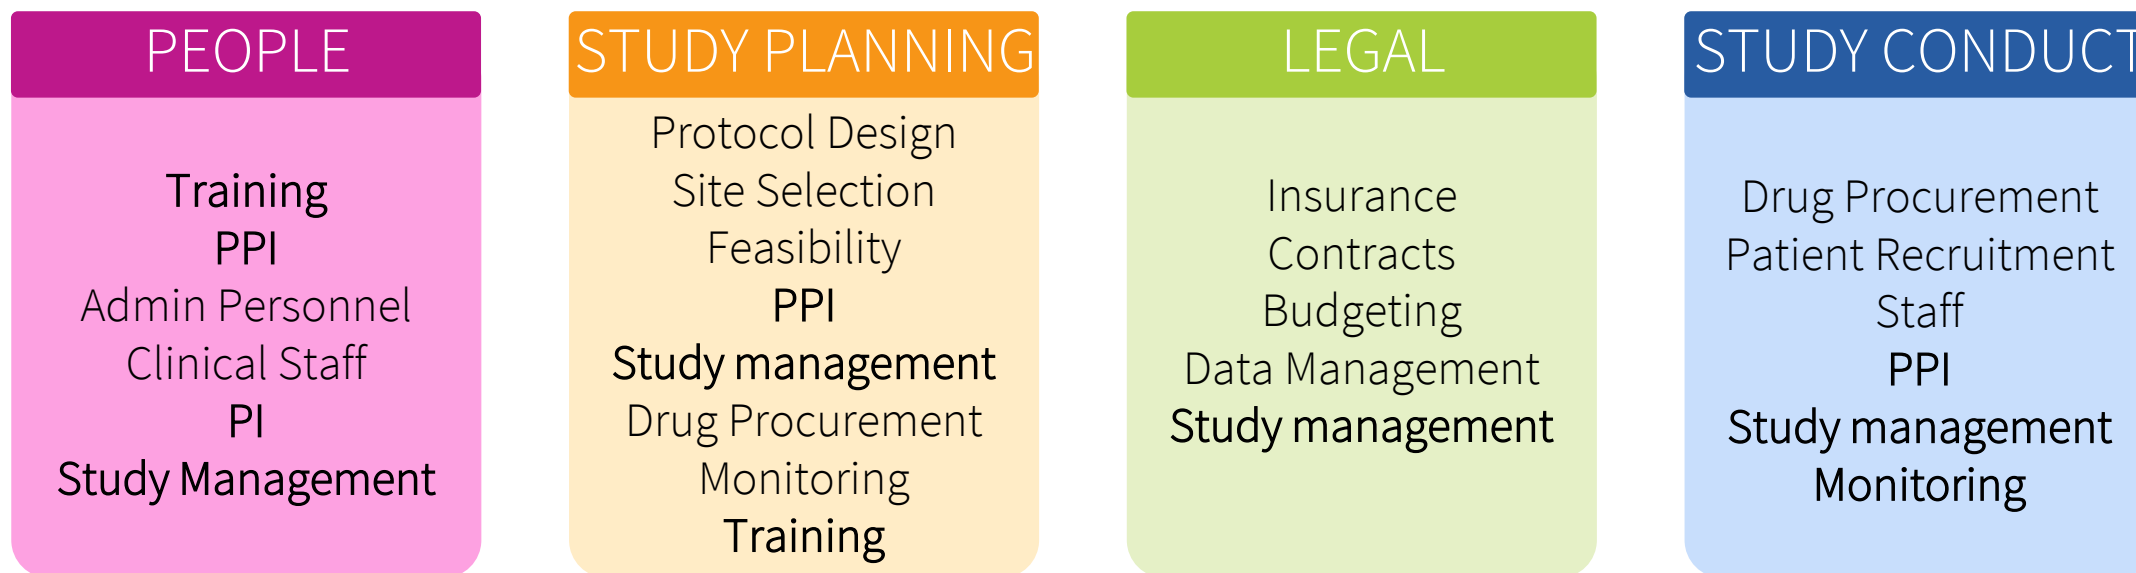 PEOPLE
Training
PPI
Admin Personnel
Clinical Staff
PI
Study Management
STUDY PLANNING
Protocol Design
Site Selection
Feasibility
PPI
Study management
Drug Procurement
Monitoring
Training
LEGAL
Insurance
Contracts
Budgeting
Data Management
Study management
STUDY CONDUCT
Drug Procurement
Patient Recruitment
Staff
PPI
Study management
Monitoring